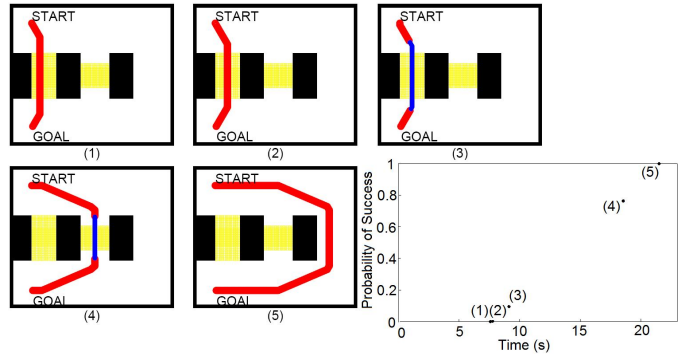 START
GOAL
(1)
START
GOAL
(2)
START
GOAL
(3)
START
GOAL
(4)
START
GOAL
(5)
Probability of Success
1
0.8
0.6
0.4
0.2
0
(5)
(4)
(1)(2)
(3)
0 5 10 15 20
Time (s)